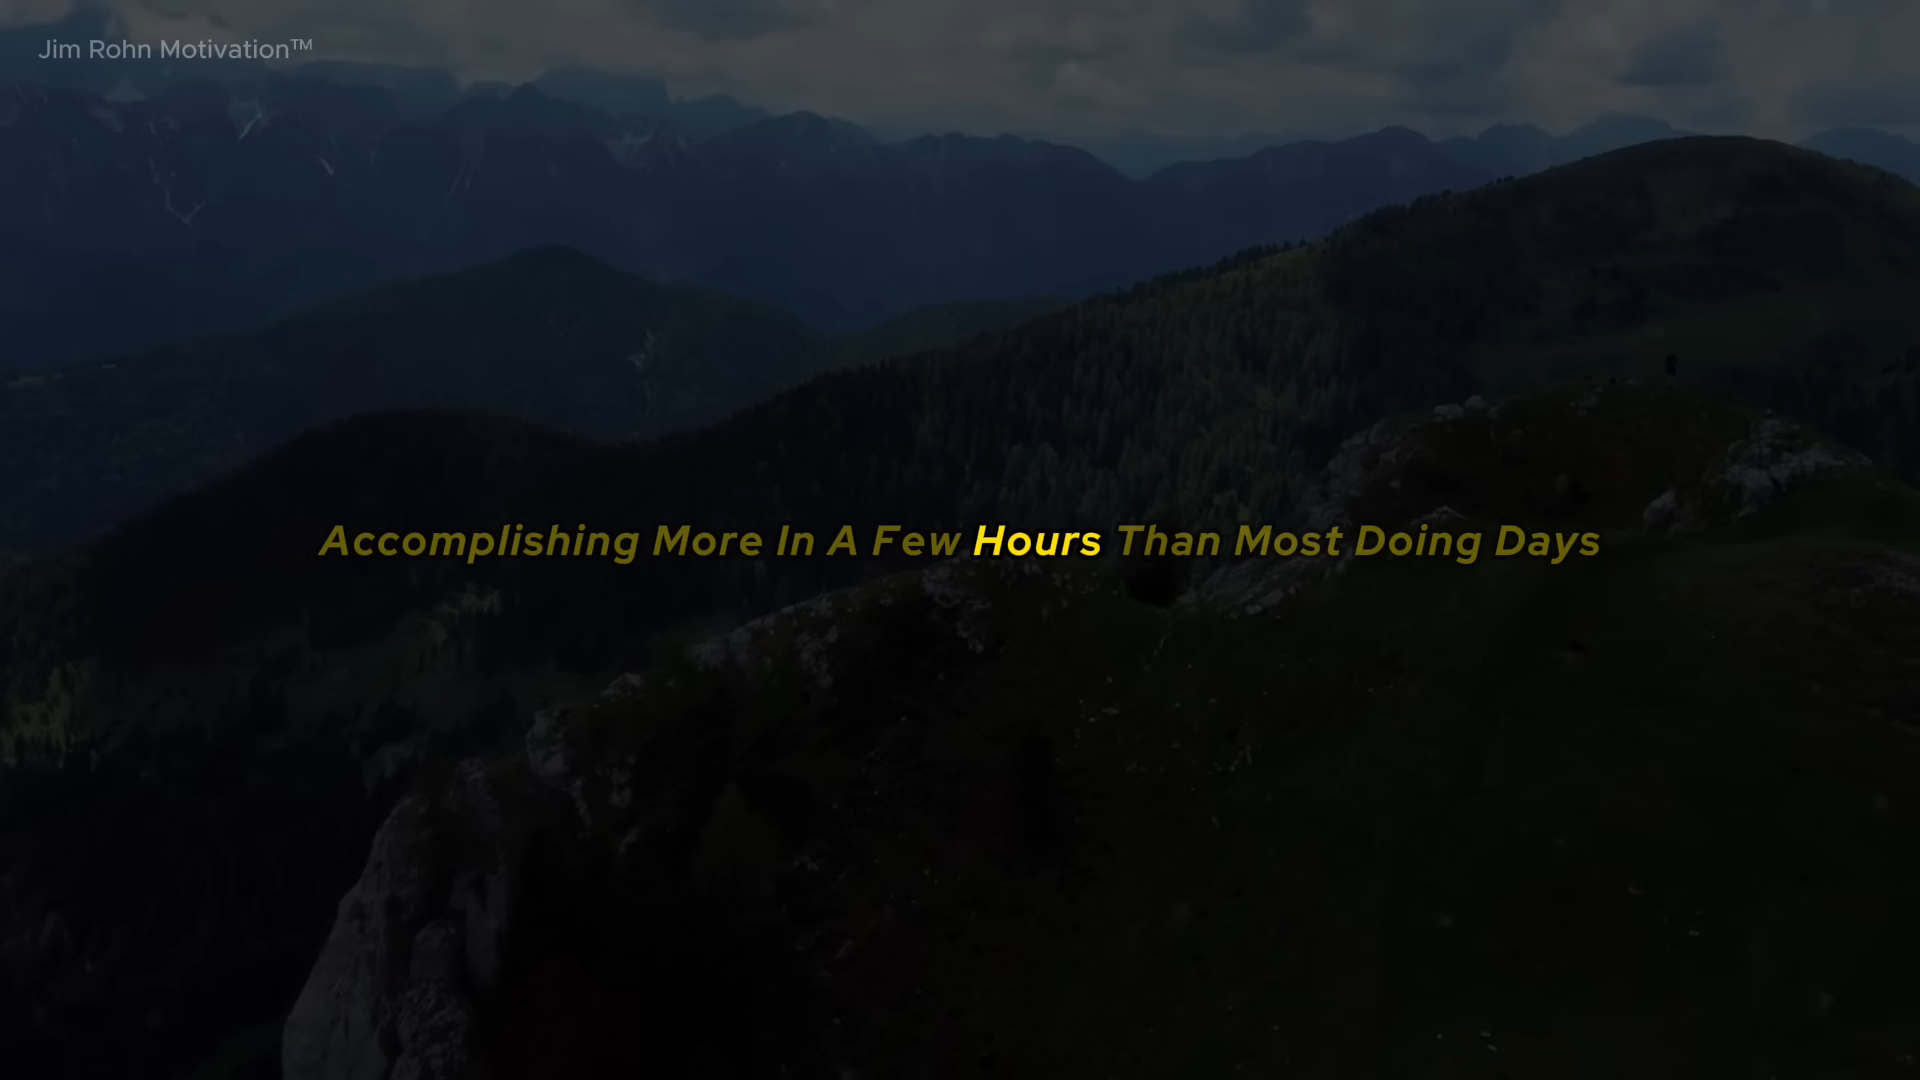 Jim Rohn Motivation™
Accomplishing More In A Few Hours Than Most Doing Days